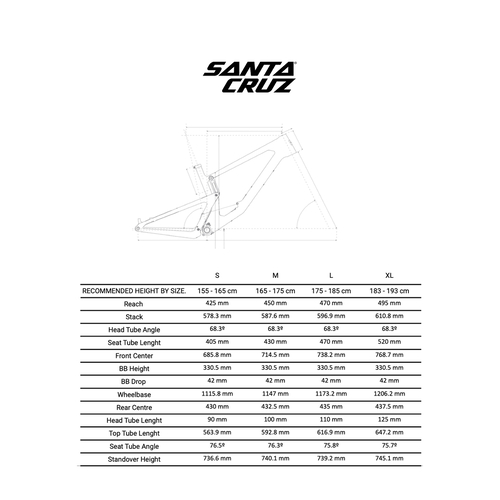 SANTA
CRUZ
S M L XL
RECOMMENDED HEIGHT BY SIZE. 155 - 165 cm 165 - 175 cm 175 - 185 cm 183 - 193 cm
Reach 425 mm 450 mm 470 mm 495 mm
Stack 578.3 mm 587.6 mm 596.9 mm 610.8 mm
Head Tube Angle 68.3º 68.3º 68.3º 68.3º
Seat Tube Lenght 405 mm 430 mm 470 mm 520 mm
Front Center 685.8 mm 714.5 mm 738.2 mm 768.7 mm
BB Height 330.5 mm 330.5 mm 330.5 mm 330.5 mm
BB Drop 42 mm 42 mm 42 mm 42 mm
Wheelbase 1115.8 mm 1147 mm 1173.2 mm 1206.2 mm
Rear Centre 430 mm 432.5 mm 435 mm 437.5 mm
Head Tube Lenght 90 mm 100 mm 110 mm 125 mm
Top Tube Lenght 563.9 mm 592.8 mm 616.9 mm 647.2 mm
Seat Tube Angle 76.5º 76.3º 75.8º 75.7º
Standover Height 736.6 mm 740.1 mm 739.2 mm 745.1 mm